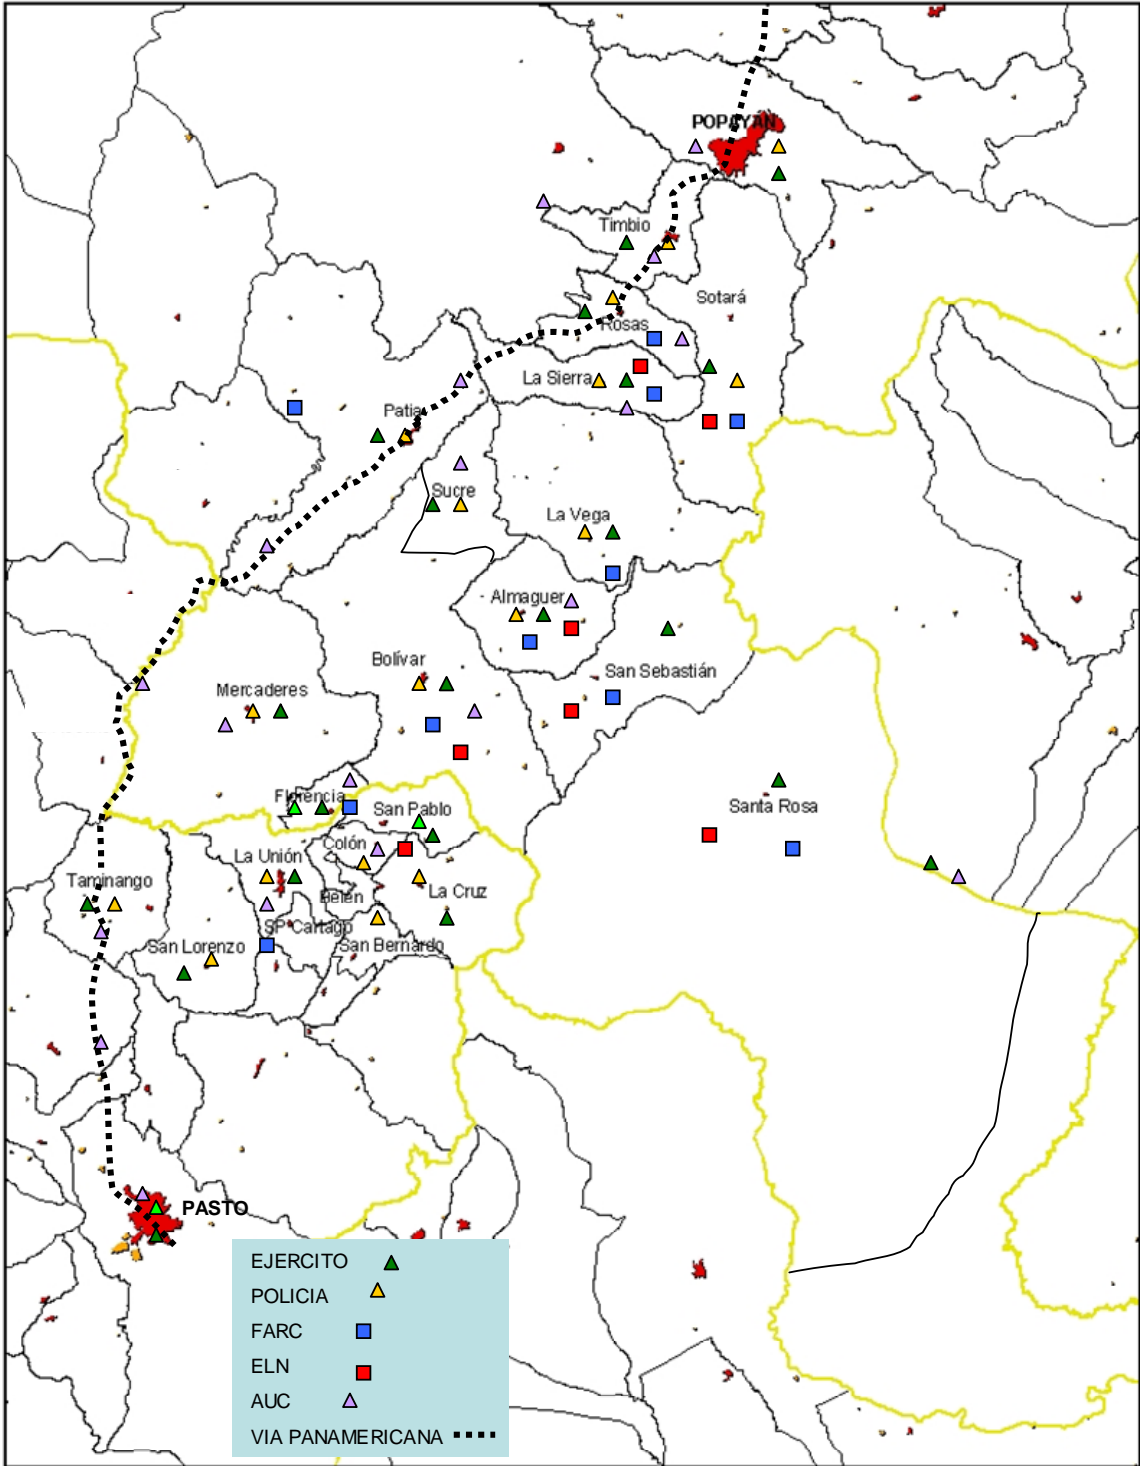 POPAYÁN
Timbio
Sotará
Rosas
La Sierra
Patia
Sucre
La Vega
Almaguer
Bolívar
San Sebastián
Mercaderes
Florencia
San Pablo
Santa Rosa
Colón
La Unión
Taminango
Belén
La Cruz
SP Cartago
San Lorenzo
San Bernardo
PASTO
EJERCITO
POLICIA
FARC
ELN
AUC
VIA PANAMERICANA